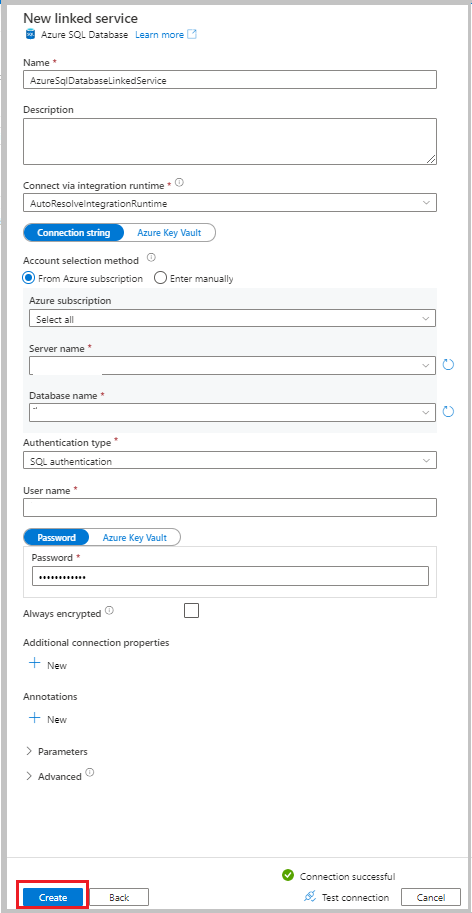 New linked service
Azure SQL Database Learn more
Name *
AzureSqlDatabaseLinkedService
Description
Connect via integration runtime *
AutoResolveIntegrationRuntime
Connection string Azure Key Vault
Account selection method
From Azure subscription Enter manually
Azure subscription
Select all
Server name *
Database name *
Authentication type *
SQL authentication
User name *
Password Azure Key Vault
Password *
••••••••••••
Always encrypted
Additional connection properties
+ New
Annotations
+ New
Parameters
Advanced
Connection successful
Create Back Test connection Cancel